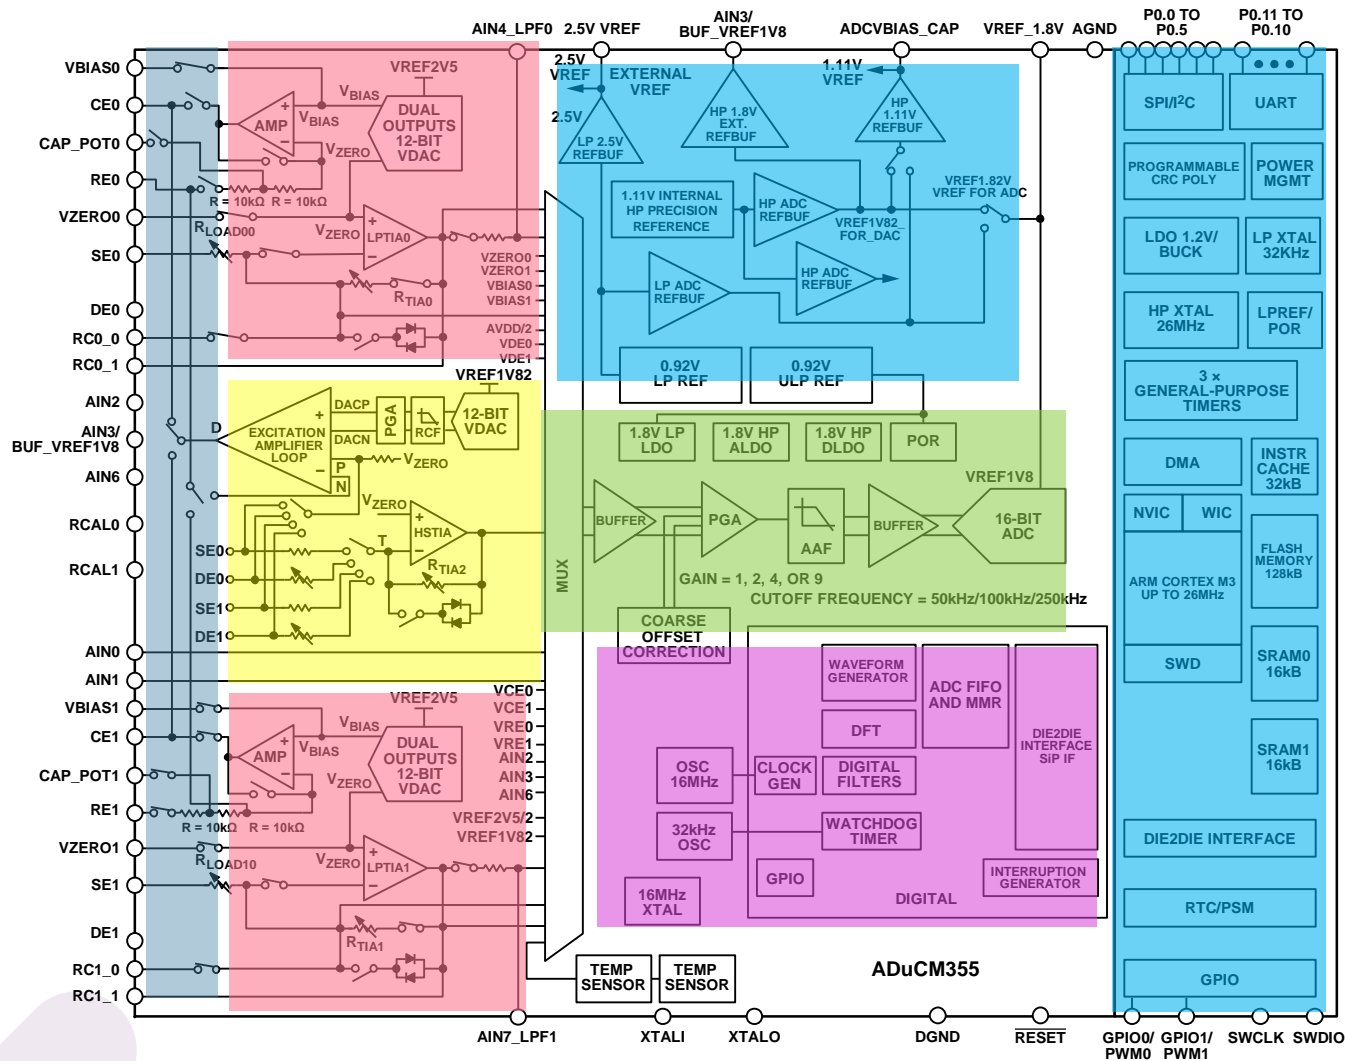 AIN4_LPF0
2.5V VREF
AIN3/
BUF_VREF1V8
ADCVBIAS_CAP
VREF_1.8V
AGND
P0.0 TO
P0.5
P0.11 TO
P0.10
VBIAS0
CE0
CAP_POT0
RE0
VZERO0
SE0
DE0
RC0_0
RC0_1
AIN2
AIN3/
BUF_VREF1V8
AIN6
RCAL0
RCAL1
AIN0
AIN1
VBIAS1
CE1
CAP_POT1
RE1
VZERO1
SE1
DE1
RC1_0
RC1_1
VREF2V5
VBIAS
VBIAS
AMP
+
−
DUAL
OUTPUTS
12-BIT
VDAC
VZERO
R = 10kΩ
R = 10kΩ
RLOAD00
VZERO
+
−
LPTIA0
RTIA0
VZERO0
VZERO1
VBIAS0
VBIAS1
AVDD/2
VDE0
VDE1
2.5V
VREF
EXTERNAL
VREF
2.5V
LP 2.5V
REFBUF
HP 1.8V
EXT.
REFBUF
1.11V
VREF
HP
1.11V
REFBUF
1.11V INTERNAL
HP PRECISION
REFERENCE
HP ADC
REFBUF
VREF1V82_
FOR_DAC
VREF1.82V
VREF FOR ADC
LP ADC
REFBUF
HP ADC
REFBUF
0.92V
LP REF
0.92V
ULP REF
SPI/I2C
UART
PROGRAMMABLE
CRC POLY
POWER
MGMT
LDO 1.2V/
BUCK
LP XTAL
32KHz
HP XTAL
26MHz
LPREF/
POR
3 ×
GENERAL-PURPOSE
TIMERS
DMA
INSTR
CACHE
32kB
NVIC
WIC
ARM CORTEX M3
UP TO 26MHz
FLASH
MEMORY
128kB
SWD
SRAM0
16kB
SRAM1
16kB
DIE2DIE INTERFACE
RTC/PSM
GPIO
VREF1V82
D
EXCITATION
AMPLIFIER
LOOP
+
−
DACP
DACN
PGA
RCF
12-BIT
VDAC
P
N
VZERO
VZERO
+
−
HSTIA
T
RTIA2
SE0
DE0
SE1
DE1
MUX
1.8V LP
LDO
1.8V HP
ALDO
1.8V HP
DLDO
POR
VREF1V8
BUFFER
PGA
AAF
BUFFER
16-BIT
ADC
GAIN = 1, 2, 4, OR 9
CUTOFF FREQUENCY = 50kHz/100kHz/250kHz
COARSE
OFFSET
CORRECTION
WAVEFORM
GENERATOR
ADC FIFO
AND MMR
DFT
DIE2DIE
INTERFACE
SiP IF
OSC
16MHz
CLOCK
GEN
DIGITAL
FILTERS
32kHz
OSC
WATCHDOG
TIMER
GPIO
16MHz
XTAL
INTERRUPTION
GENERATOR
DIGITAL
VCE0
VCE1
VRE0
VRE1
AIN2
AIN3
AIN6
VREF2V5/2
VREF1V82
VREF2V5
VBIAS
VBIAS
AMP
+
−
DUAL
OUTPUTS
12-BIT
VDAC
VZERO
R = 10kΩ
R = 10kΩ
RLOAD10
VZERO
+
−
LPTIA1
RTIA1
TEMP
SENSOR
TEMP
SENSOR
ADuCM355
AIN7_LPF1
XTALI
XTALO
DGND
RESET
GPIO0/
PWM0
GPIO1/
PWM1
SWCLK
SWDIO